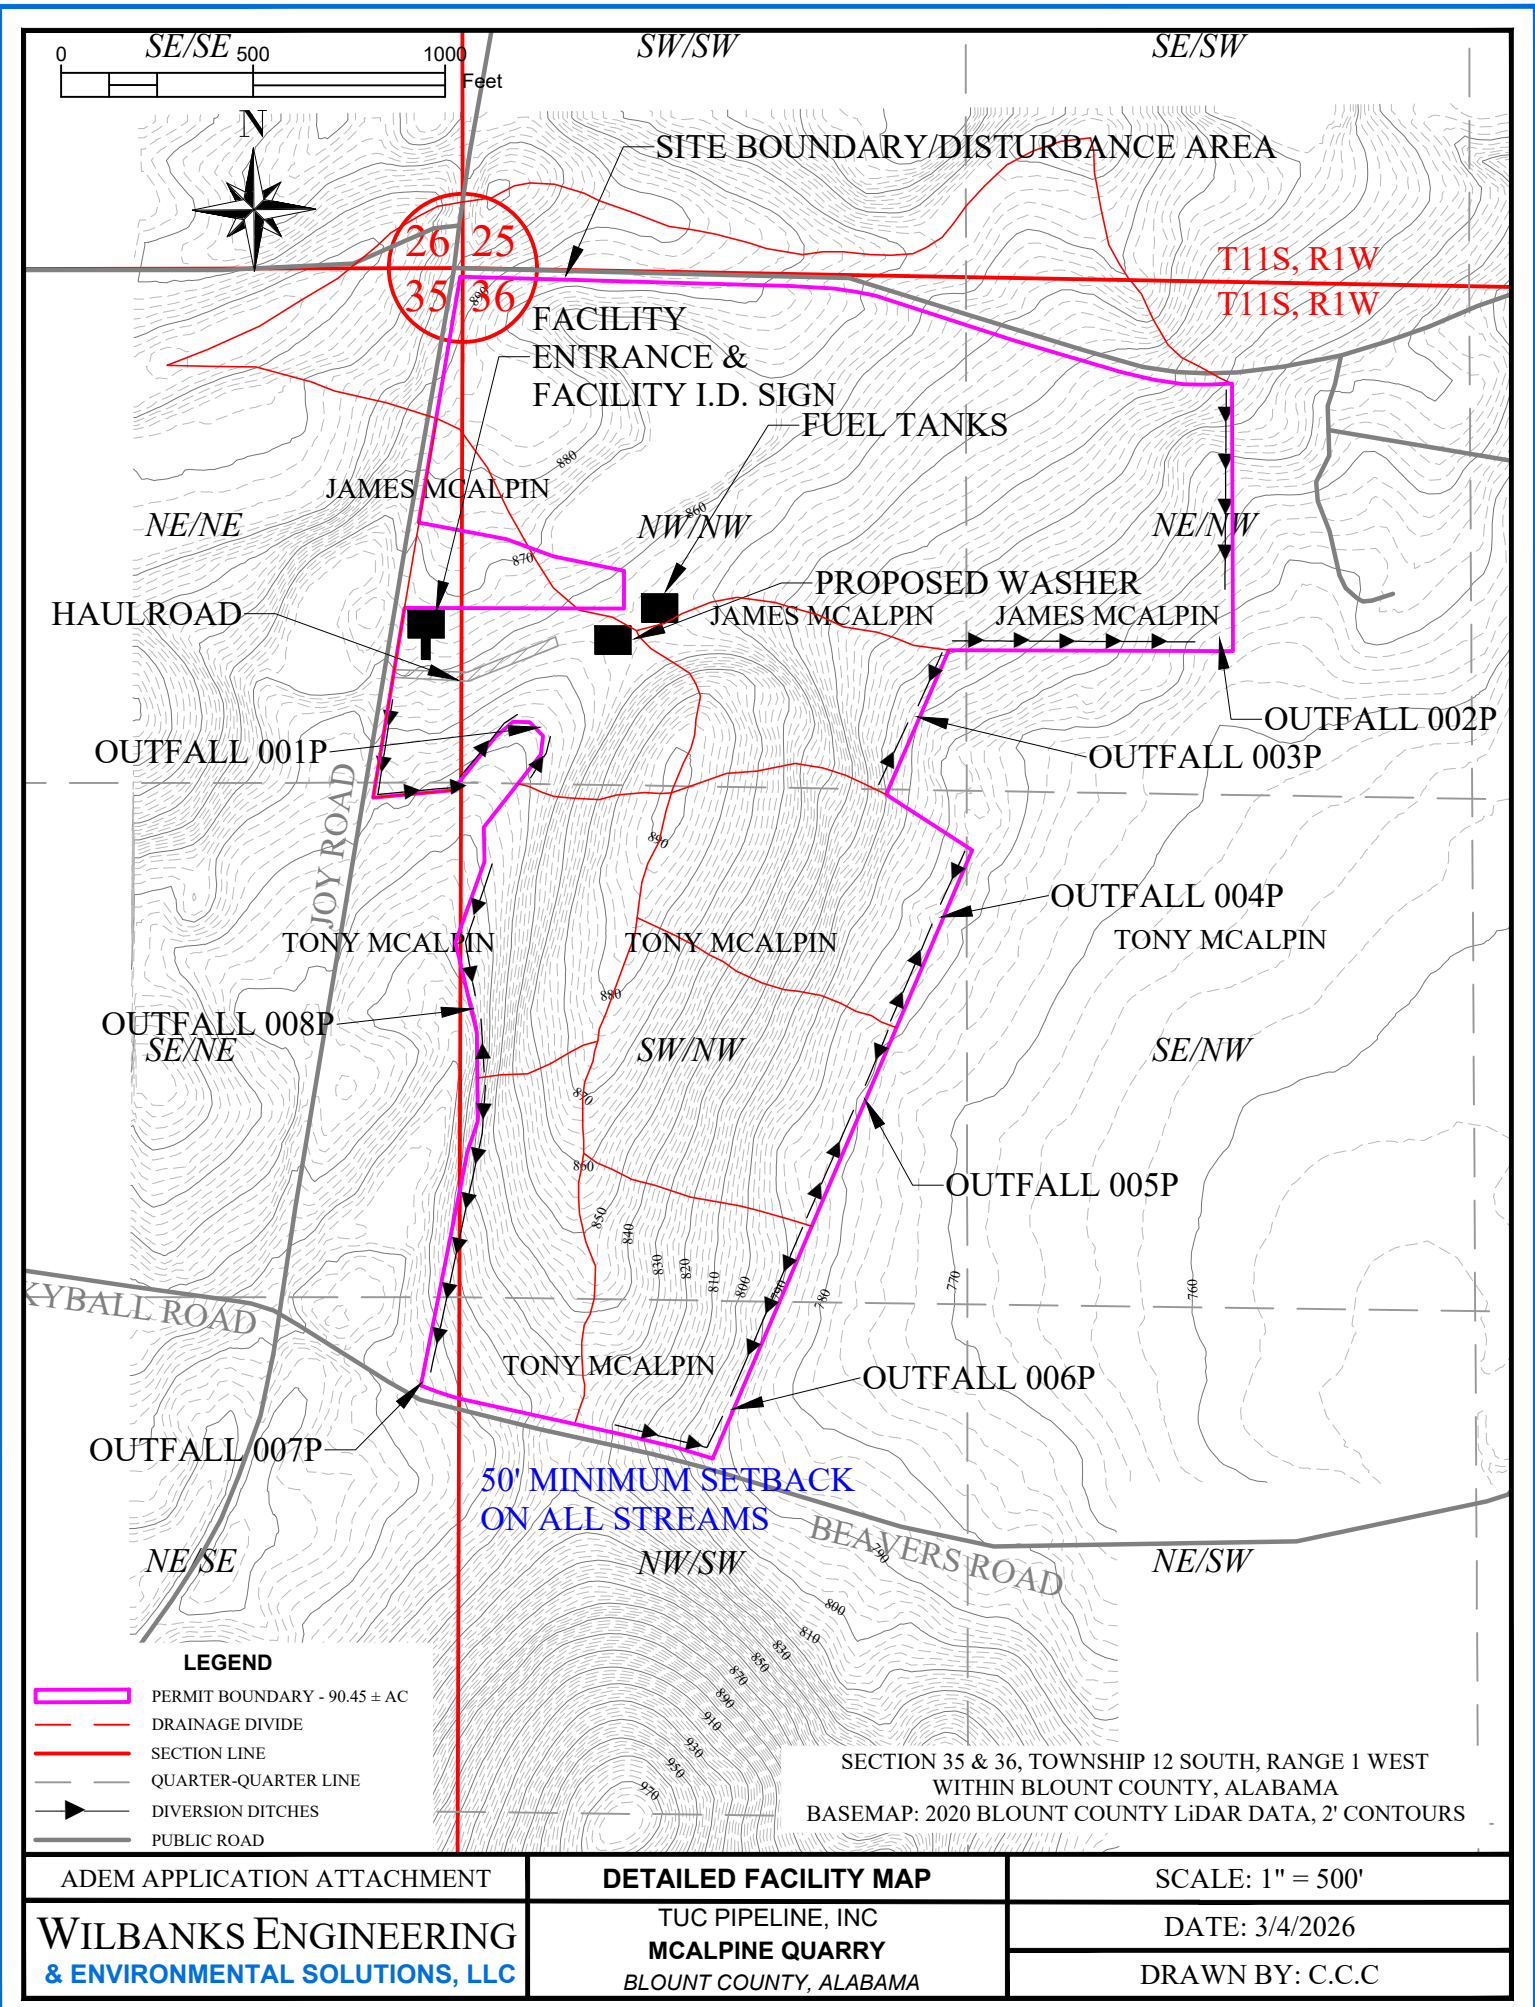 SE/SE
SW/SW
SE/SW
0 500 1000
Feet
N
SITE BOUNDARY/DISTURBANCE AREA
26 25
35 36
T11S, R1W
T11S, R1W
890
FACILITY
ENTRANCE &
FACILITY I.D. SIGN
FUEL TANKS
880
JAMES MCALPIN
860
NE/NE
NW/NW
NE/NW
870
PROPOSED WASHER
HAULROAD
JAMES MCALPIN
JAMES MCALPIN
OUTFALL 002P
OUTFALL 001P
OUTFALL 003P
JOY ROAD
890
OUTFALL 004P
TONY MCALPIN
TONY MCALPIN
TONY MCALPIN
880
OUTFALL 008P
SE/NE
SW/NW
SE/NW
870
860
OUTFALL 005P
850
840
830
820
810
800
790
780
770
760
KYBALL ROAD
TONY MCALPIN
OUTFALL 006P
OUTFALL 007P
50' MINIMUM SETBACK
ON ALL STREAMS
BEAVERS ROAD
790
NE/SE
NW/SW
NE/SW
800
810
830
850
870
890
910
930
950
970
LEGEND
PERMIT BOUNDARY - 90.45 ± AC
DRAINAGE DIVIDE
SECTION LINE
QUARTER-QUARTER LINE
DIVERSION DITCHES
PUBLIC ROAD
SECTION 35 & 36, TOWNSHIP 12 SOUTH, RANGE 1 WEST
WITHIN BLOUNT COUNTY, ALABAMA
BASEMAP: 2020 BLOUNT COUNTY LiDAR DATA, 2' CONTOURS
ADEM APPLICATION ATTACHMENT
WILBANKS ENGINEERING
& ENVIRONMENTAL SOLUTIONS, LLC
DETAILED FACILITY MAP
TUC PIPELINE, INC
MCALPINE QUARRY
BLOUNT COUNTY, ALABAMA
SCALE: 1" = 500'
DATE: 3/4/2026
DRAWN BY: C.C.C